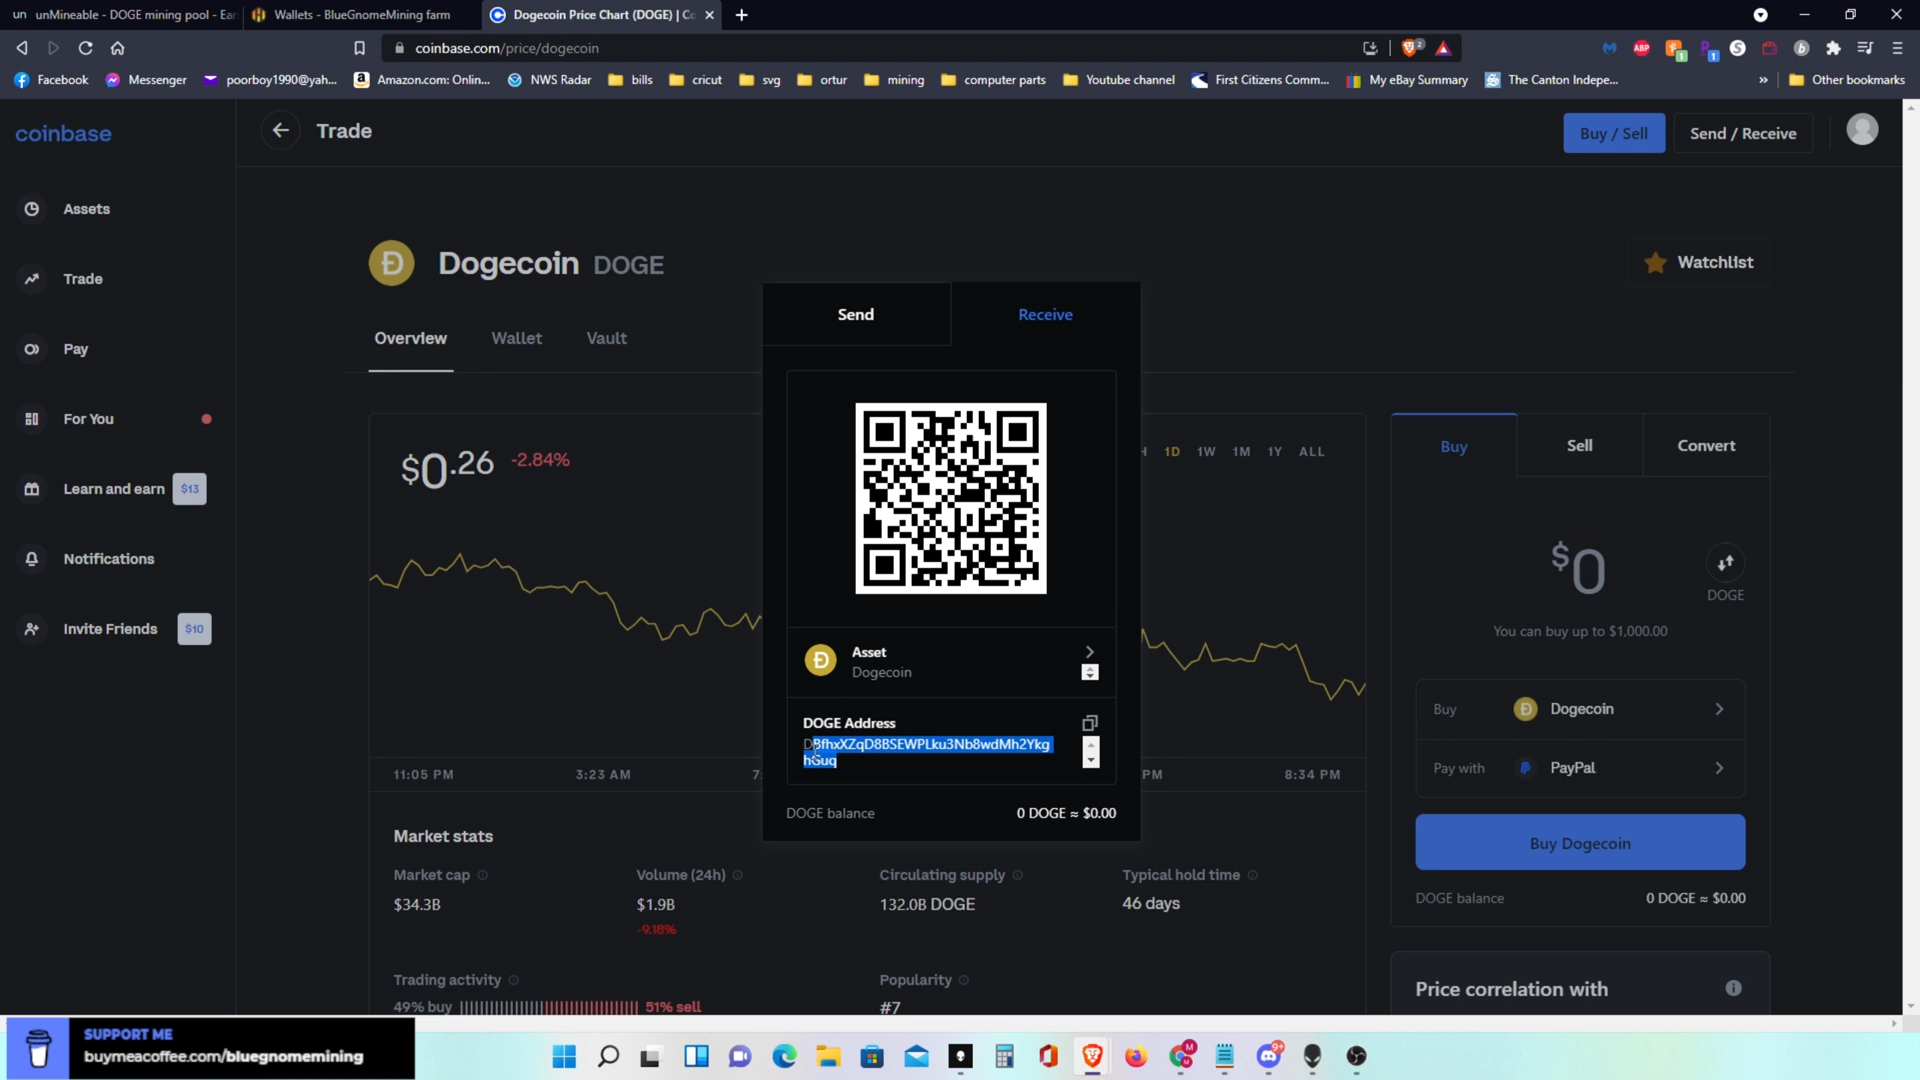 un unMineable - DOGE mining pool - Ear
Wallets - BlueGnomeMining farm
Dogecoin Price Chart (DOGE) | Co
coinbase.com/price/dogecoin
2
ABP
1
1
Facebook
Messenger
poorboy1990@yah...
Amazon.com: Onlin...
NWS Radar
bills
cricut
svg
ortur
mining
computer parts
Youtube channel
First Citizens Comm...
My eBay Summary
The Canton Indepe...
»
Other bookmarks
coinbase
Trade
Buy / Sell
Send / Receive
Assets
Trade
Pay
For You
Learn and earn $13
Notifications
Invite Friends $10
Dogecoin DOGE
Watchlist
Overview
Wallet
Vault
$0.26 -2.84%
H 1D 1W 1M 1Y ALL
11:05 PM
3:23 AM
7:
PM
8:34 PM
Send
Receive
Asset
Dogecoin
DOGE Address
DBfhxXZqD8BSEWPLku3Nb8wdMh2Ykg
hGuq
DOGE balance
0 DOGE ≈ $0.00
Market stats
Market cap
$34.3B
Volume (24h)
$1.9B
-9.18%
Circulating supply
132.0B DOGE
Typical hold time
46 days
Trading activity
49% buy
51% sell
Popularity
#7
Buy
Sell
Convert
$0
DOGE
You can buy up to $1,000.00
Buy
Dogecoin
Pay with
PayPal
Buy Dogecoin
DOGE balance
0 DOGE ≈ $0.00
Price correlation with
SUPPORT ME
buymeacoffee.com/bluegnomemining
M
9+